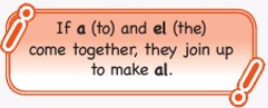 If a (to) and el (the)
come together, they join up
to make al.